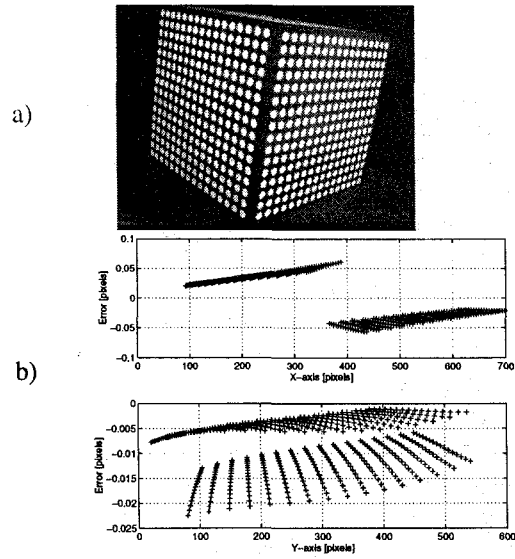 a)
0.1
0.05
0
-0.05
-0.1
Error [pixels]
0 100 200 300 400 500 600 700
X-axis [pixels]
b)
0
-0.005
-0.01
-0.015
-0.02
-0.025
Error [pixels]
0 100 200 300 400 500 600
Y-axis [pixels]